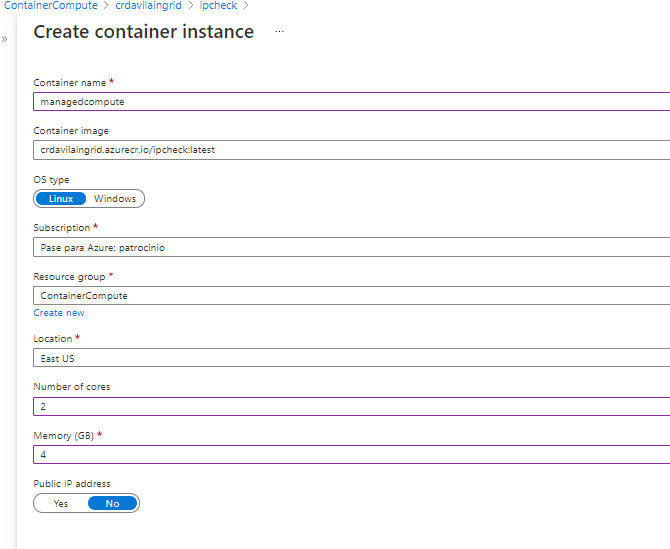 ContainerCompute > crdavilaingrid > ipcheck >
»
Create container instance ...
Container name *
managedcompute
Container image
crdavilaingrid.azurecr.io/ipcheck:latest
OS type
Linux Windows
Subscription *
Pase para Azure: patrocinio
Resource group *
ContainerCompute
Create new
Location *
East US
Number of cores
2
Memory (GB) *
4
Public IP address
Yes No